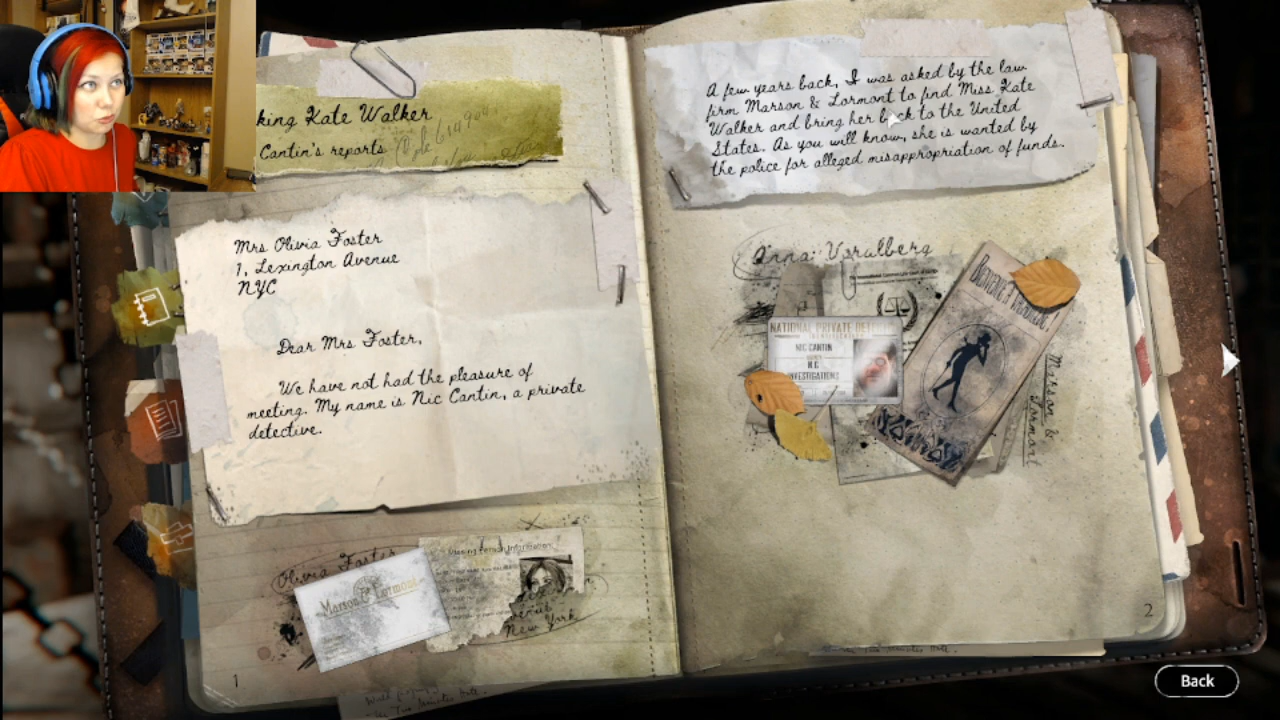 king Kate Walker
Cantin's reports
Mrs Olivia Foster
1, Lexington Avenue
NYC
Dear Mrs Foster,
We have not had the pleasure of
meeting. My name is Nic Cantin, a private
detective.
Olivia Foster
Marson & Lormont
Missing Person Information
New York
1
A few years back, I was asked by the law
firm Marson & Lormont to find Miss Kate
Walker and bring her back to the United
States. As you will know, she is wanted by
the police for alleged misappropriation of funds.
Anna Voralberg
NATIONAL PRIVATE
NIC CANTIN
INVESTIGATIONS
Marson &
Lormont
2
Back